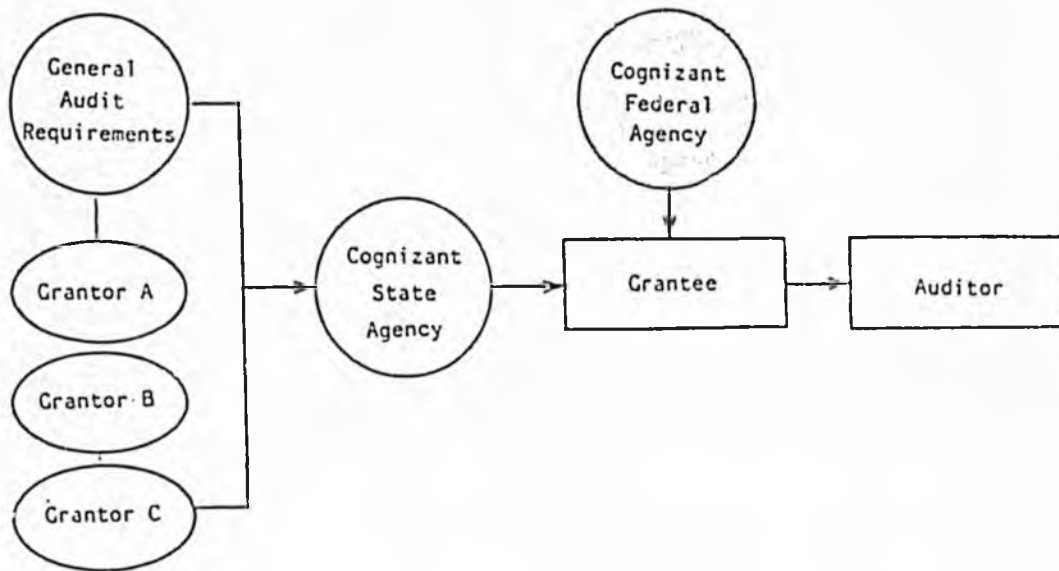 General
Audit
Requirements
Cognizant
Federal
Agency
Grantor A
Cognizant
State
Agency
Grantee
Auditor
Grantor B
Grantor C